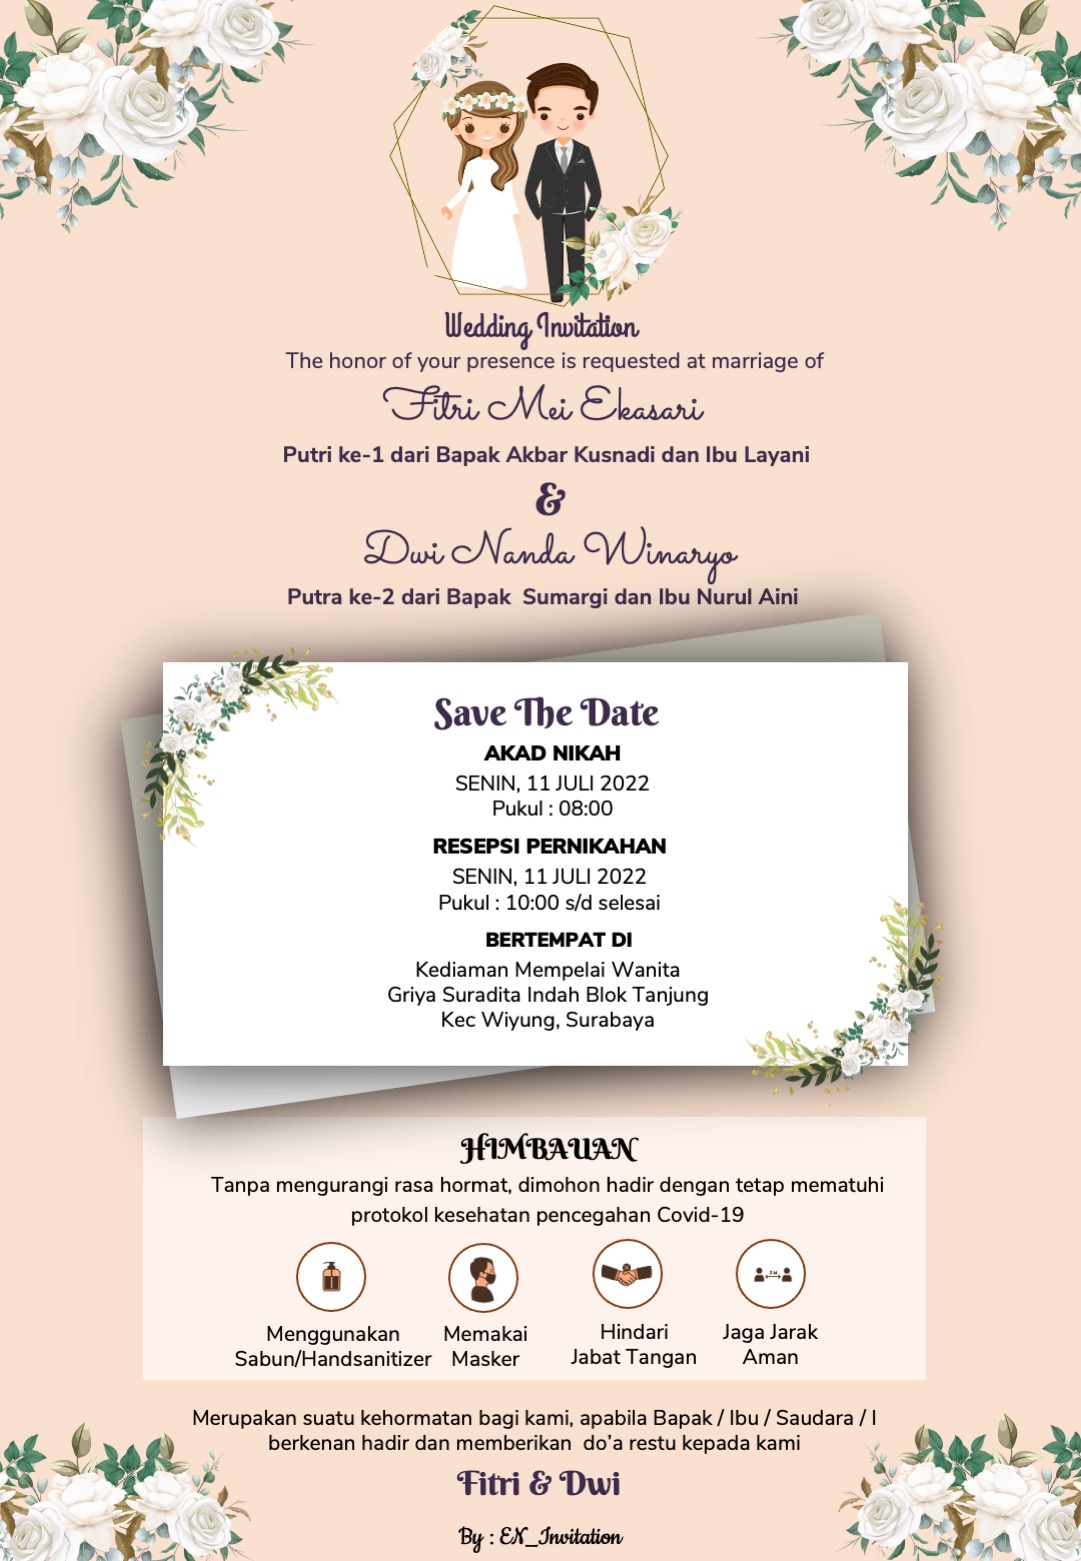 Wedding Invitation
The honor of your presence is requested at marriage of
Fitri Mei Ekasari
Putri ke-1 dari Bapak Akbar Kusnadi dan Ibu Layani
&
Dwi Nanda Winaryo
Putra ke-2 dari Bapak  Sumargi dan Ibu Nurul Aini
Save The Date
AKAD NIKAH
SENIN, 11 JULI 2022
Pukul : 08:00
RESEPSI PERNIKAHAN
SENIN, 11 JULI 2022
Pukul : 10:00 s/d selesai
BERTEMPAT DI
Kediaman Mempelai Wanita
Griya Suradita Indah Blok Tanjung
Kec Wiyung, Surabaya
HIMBAUAN
Tanpa mengurangi rasa hormat, dimohon hadir dengan tetap mematuhi
protokol kesehatan pencegahan Covid-19
Menggunakan
Sabun/Handsanitizer
Memakai
Masker
Hindari
Jabat Tangan
Jaga Jarak
Aman
Merupakan suatu kehormatan bagi kami, apabila Bapak / Ibu / Saudara / I
berkenan hadir dan memberikan  do'a restu kepada kami
Fitri & Dwi
By : EN_Invitation